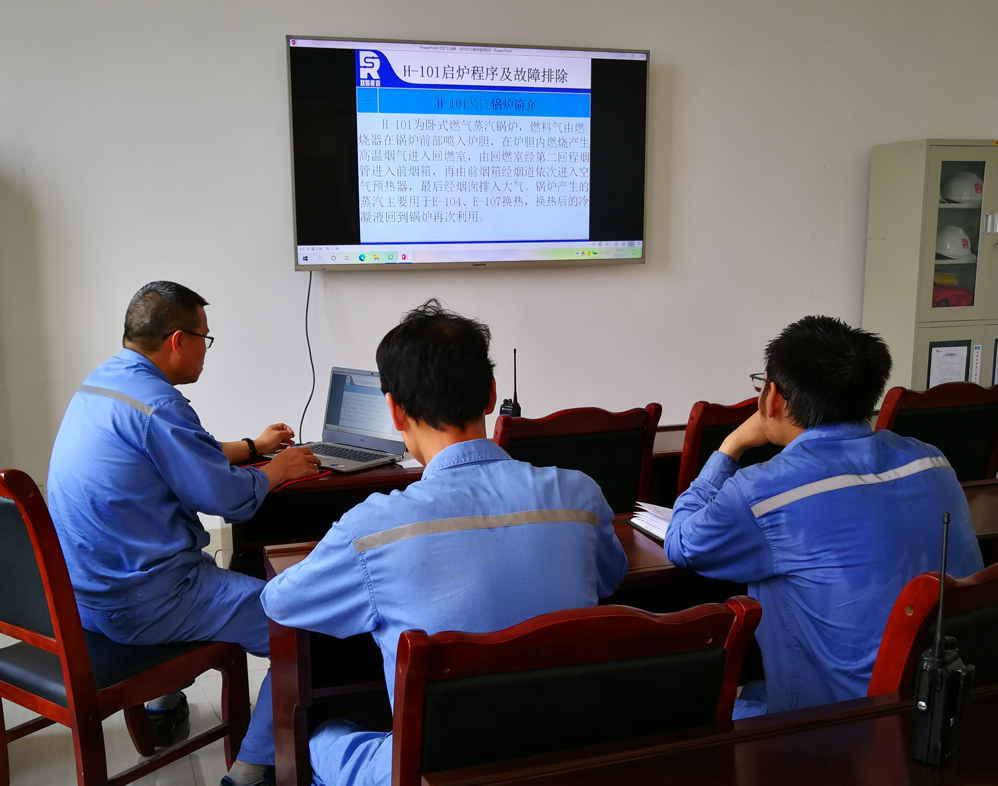 H-101启炉程序及故障排除
一
H-101蒸汽锅炉简介
H-101为卧式燃气蒸汽锅炉，燃料气由燃
烧器在锅炉前部喷入炉胆，在炉胆内燃烧产生
高温烟气进入回燃室，由回燃室经第二回程烟
管进入前烟箱，再由前烟箱经烟道依次进入空
气预热器，最后经烟囱排入大气。锅炉产生的
蒸汽主要用于E-104、E-107换热，换热后的冷
凝液回到锅炉再次利用。